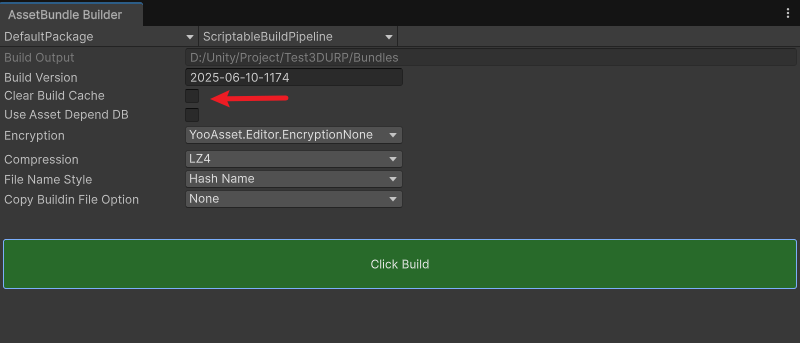 AssetBundle Builder
DefaultPackage ScriptableBuildPipeline
Build Output D:/Unity/Project/Test3DURP/Bundles
Build Version 2025-06-10-1174
Clear Build Cache
Use Asset Depend DB
Encryption YooAsset.Editor.EncryptionNone
Compression LZ4
File Name Style Hash Name
Copy Buildin File Option None
Click Build